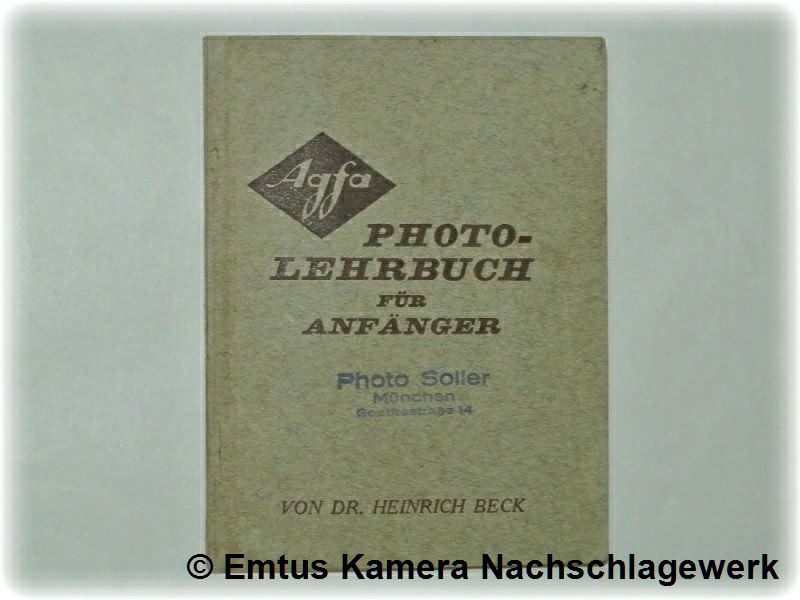 Agfa
PHOTO-
LEHRBUCH
FÜR
ANFÄNGER
Photo Soller
München
Goethestrasse 14
VON DR. HEINRICH BECK
© Emtus Kamera Nachschlagewerk